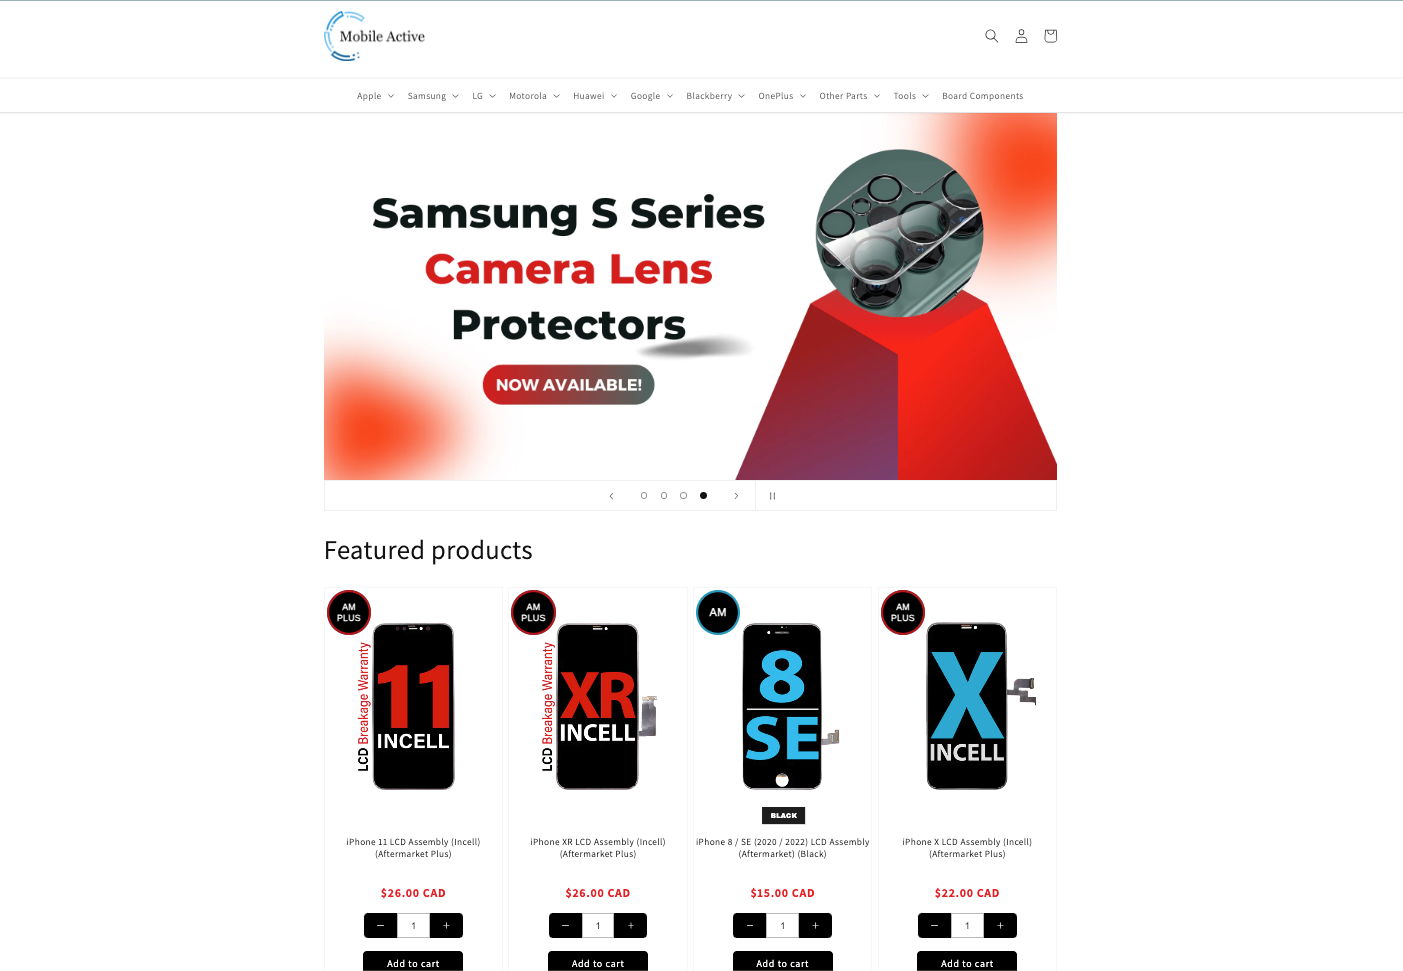 Mobile Active
Apple
Samsung
LG
Motorola
Huawei
Google
Blackberry
OnePlus
Other Parts
Tools
Board Components
Samsung S Series
Camera Lens
Protectors
NOW AVAILABLE!
Featured products
AM
PLUS
LCD Breakage Warranty
11
INCELL
iPhone 11 LCD Assembly (Incell)
(Aftermarket Plus)
$26.00 CAD
1
Add to cart
AM
PLUS
LCD Breakage Warranty
XR
INCELL
iPhone XR LCD Assembly (Incell)
(Aftermarket Plus)
$26.00 CAD
1
Add to cart
AM
8
SE
BLACK
iPhone 8 / SE (2020 / 2022) LCD Assembly
(Aftermarket) (Black)
$15.00 CAD
1
Add to cart
AM
PLUS
X
INCELL
iPhone X LCD Assembly (Incell)
(Aftermarket Plus)
$22.00 CAD
1
Add to cart